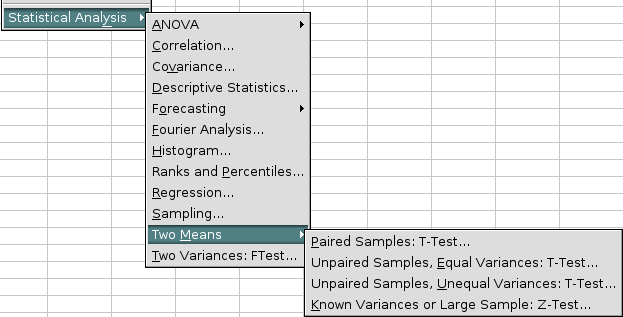 Statistical Analysis
ANOVA
Correlation...
Covariance...
Descriptive Statistics...
Forecasting
Fourier Analysis...
Histogram...
Ranks and Percentiles...
Regression...
Sampling...
Two Means
Two Variances: FTest...
Paired Samples: T-Test...
Unpaired Samples, Equal Variances: T-Test...
Unpaired Samples, Unequal Variances: T-Test...
Known Variances or Large Sample: Z-Test...